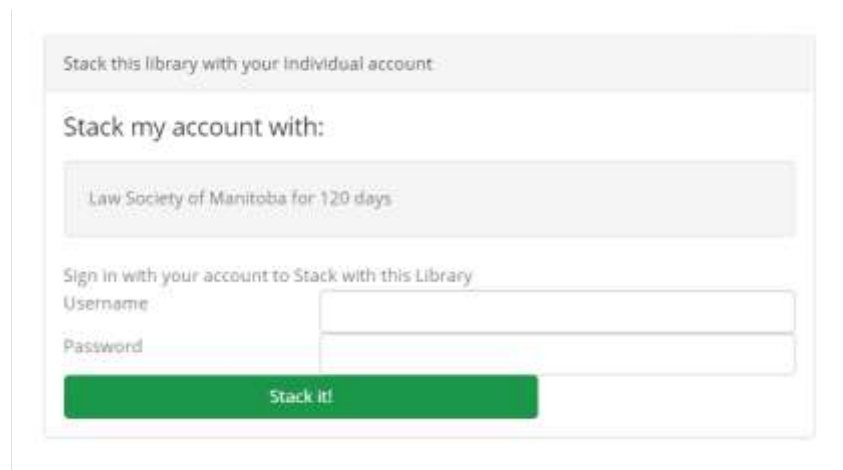 Stack this library with your Individual account
Stack my account with:
Law Society of Manitoba for 120 days
Sign in with your account to Stack with this Library
Username
Password
Stack it!